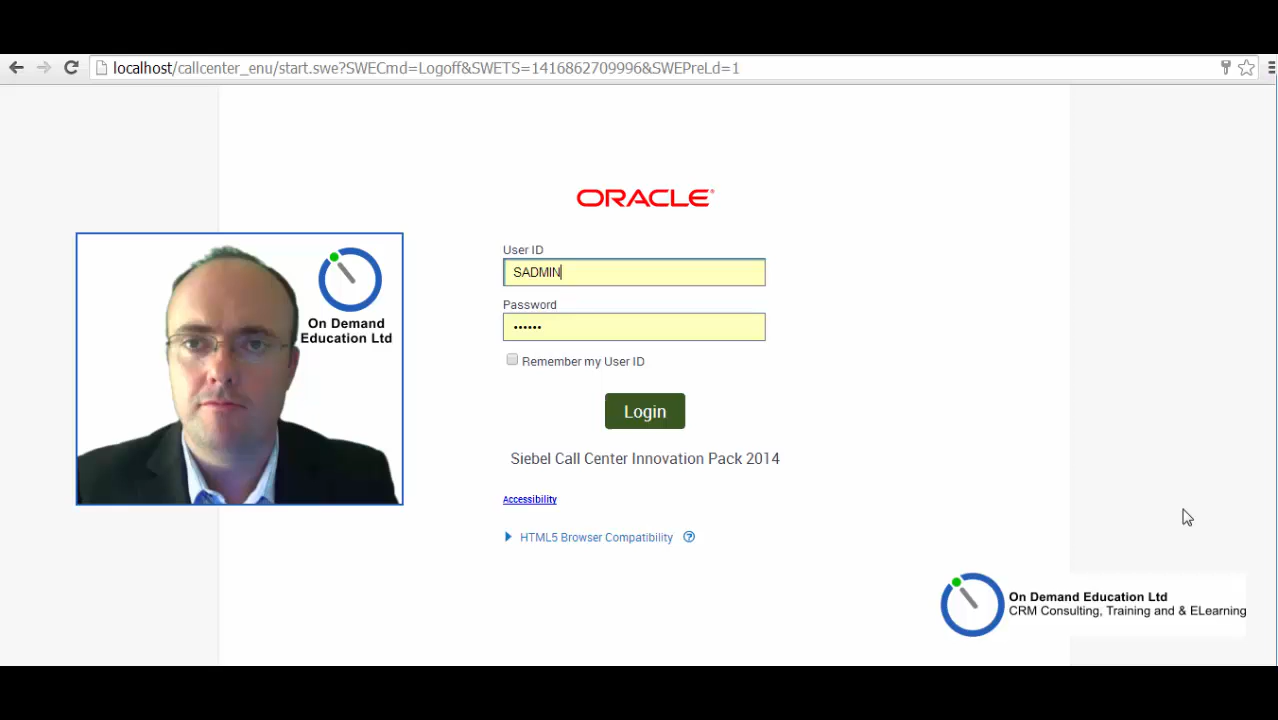 localhost/callcenter_enu/start.swe?SWECmd=Logoff&SWETS=1416862709996&SWEPreLd=1
ORACLE®
User ID
SADMIN
Password
••••••
Remember my User ID
Login
Siebel Call Center Innovation Pack 2014
Accessibility
HTML5 Browser Compatibility ?
On Demand
Education Ltd
On Demand Education Ltd
CRM Consulting, Training and & ELearning